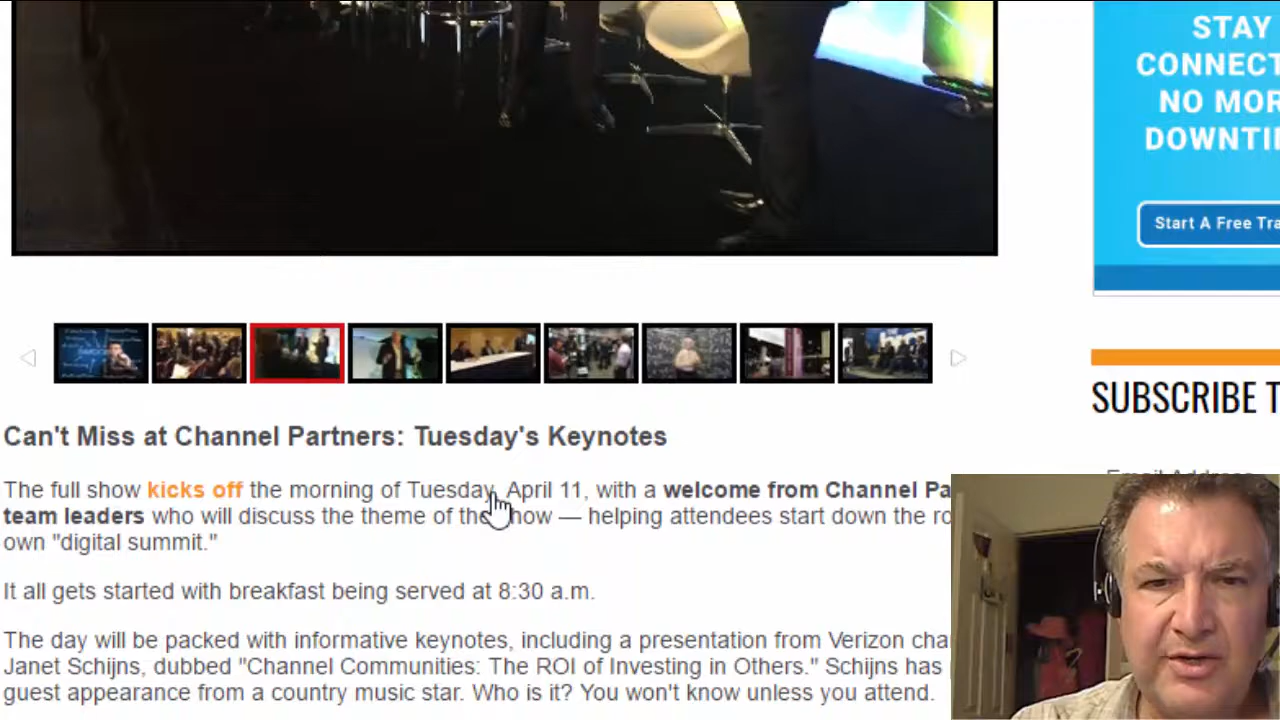 STAY
CONNECT
NO MOR
DOWNTI
Start A Free Tra
SUBSCRIBE T
Can't Miss at Channel Partners: Tuesday's Keynotes
The full show kicks off the morning of Tuesday, April 11, with a welcome from Channel Pa
team leaders who will discuss the theme of the show — helping attendees start down the ro
own "digital summit."
It all gets started with breakfast being served at 8:30 a.m.
The day will be packed with informative keynotes, including a presentation from Verizon cha
Janet Schijns, dubbed "Channel Communities: The ROI of Investing in Others." Schijns has
guest appearance from a country music star. Who is it? You won't know unless you attend.
Email Address